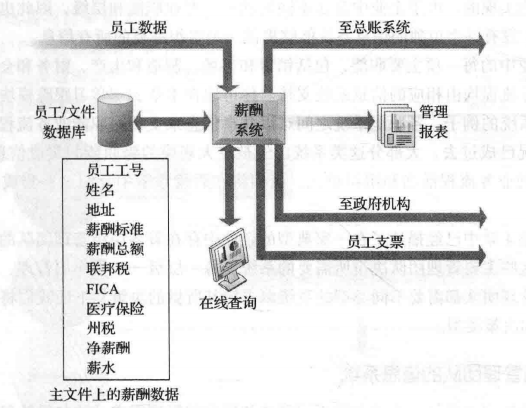 员工数据
至总账系统
员工/文件
数据库
薪酬
系统
管理
报表
员工工号
姓名
地址
薪酬标准
薪酬总额
联邦税
FICA
医疗保险
州税
净薪酬
薪水
主文件上的薪酬数据
在线查询
至政府机构
员工支票